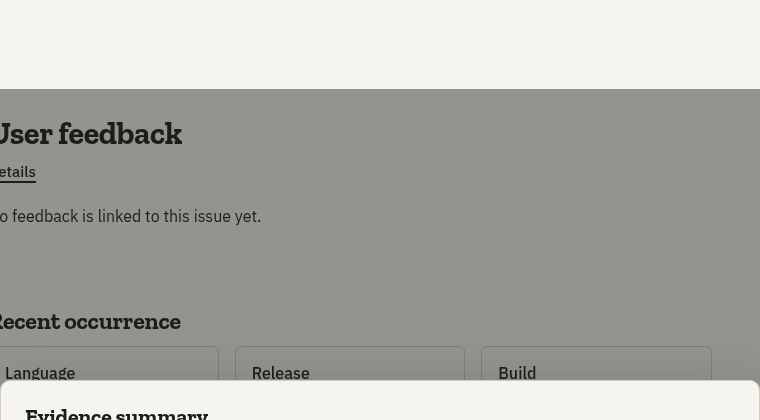 User feedback
etails
o feedback is linked to this issue yet.
Recent occurrence
Language Release Build
Evidence summary